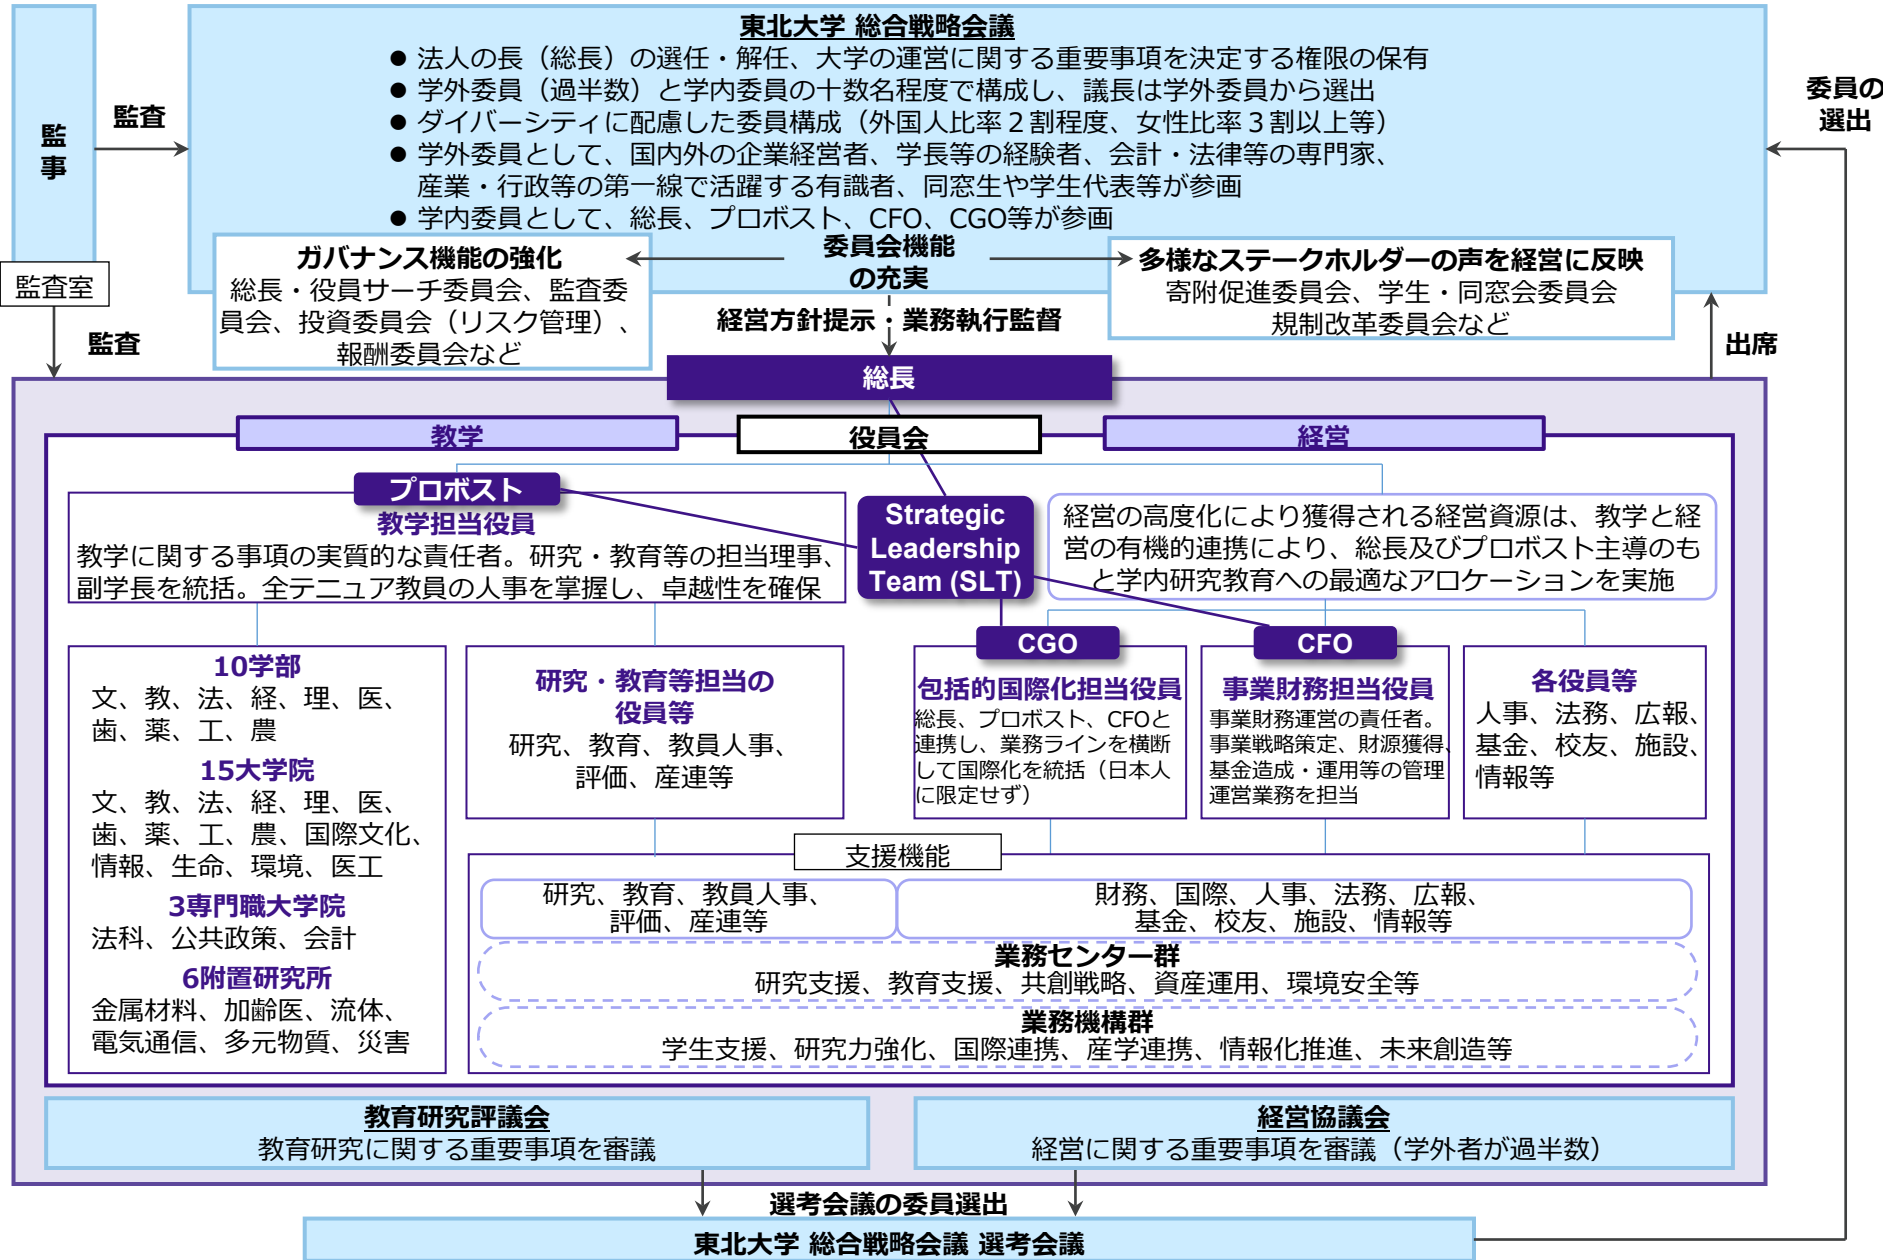 東北大学 総合戦略会議
● 法人の長（総長）の選任・解任、大学の運営に関する重要事項を決定する権限の保有
● 学外委員（過半数）と学内委員の十数名程度で構成し、議長は学外委員から選出
● ダイバーシティに配慮した委員構成（外国人比率２割程度、女性比率３割以上等）
● 学外委員として、国内外の企業経営者、学長等の経験者、会計・法律等の専門家、
産業・行政等の第一線で活躍する有識者、同窓生や学生代表等が参画
● 学内委員として、総長、プロボスト、CFO、CGO等が参画
監
事
監査
委員の
選出
監査室
監査
ガバナンス機能の強化
総長・役員サーチ委員会、監査委
員会、投資委員会（リスク管理）、
報酬委員会など
委員会機能
の充実
多様なステークホルダーの声を経営に反映
寄附促進委員会、学生・同窓会委員会
規制改革委員会など
経営方針提示・業務執行監督
出席
総長
教学
役員会
経営
プロボスト
教学担当役員
教学に関する事項の実質的な責任者。研究・教育等の担当理事、
副学長を統括。全テニュア教員の人事を掌握し、卓越性を確保
Strategic
Leadership
Team (SLT)
経営の高度化により獲得される経営資源は、教学と経
営の有機的連携により、総長及びプロボスト主導のも
と学内研究教育への最適なアロケーションを実施
10学部
文、教、法、経、理、医、
歯、薬、工、農
15大学院
文、教、法、経、理、医、
歯、薬、工、農、国際文化、
情報、生命、環境、医工
3専門職大学院
法科、公共政策、会計
6附置研究所
金属材料、加齢医、流体、
電気通信、多元物質、災害
研究・教育等担当の
役員等
研究、教育、教員人事、
評価、産連等
CGO
包括的国際化担当役員
総長、プロボスト、CFOと
連携し、業務ラインを横断
して国際化を統括（日本人
に限定せず）
CFO
事業財務担当役員
事業財務運営の責任者。
事業戦略策定、財源獲得、
基金造成・運用等の管理
運営業務を担当
各役員等
人事、法務、広報、
基金、校友、施設、
情報等
支援機能
研究、教育、教員人事、
評価、産連等
財務、国際、人事、法務、広報、
基金、校友、施設、情報等
業務センター群
研究支援、教育支援、共創戦略、資産運用、環境安全等
業務機構群
学生支援、研究力強化、国際連携、産学連携、情報化推進、未来創造等
教育研究評議会
教育研究に関する重要事項を審議
経営協議会
経営に関する重要事項を審議（学外者が過半数）
選考会議の委員選出
東北大学 総合戦略会議 選考会議